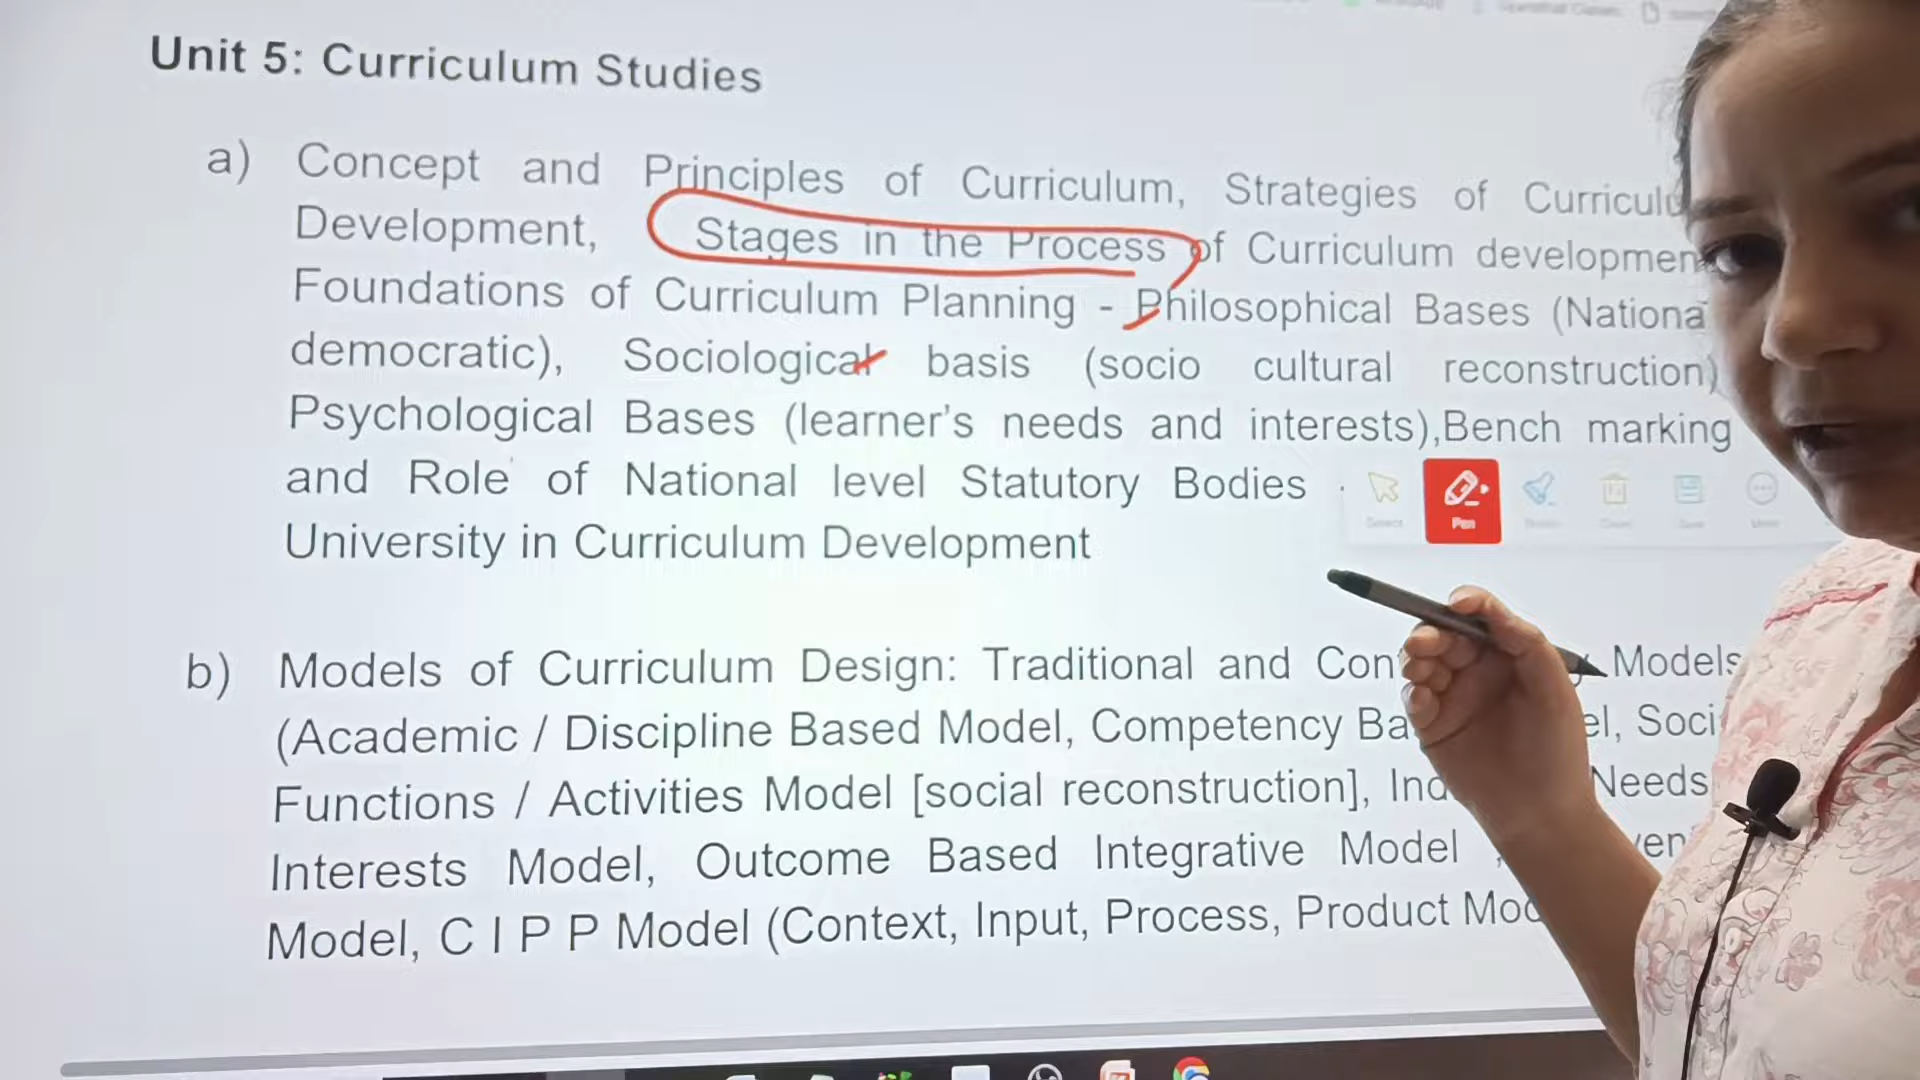 Unit 5: Curriculum Studies
a) Concept and Principles of Curriculum, Strategies of
Development, Stages in the Process of Curriculum
Foundations of Curriculum Planning - Philosophical Bases
democratic), Sociological basis (socio cultural reconstruction)
Psychological Bases (learner's needs and interests),Bench marking
and Role of National level Statutory Bodies
University in Curriculum Development
Pen
b) Models of Curriculum Design: Traditional and Models
(Academic / Discipline Based Model, Competency
Functions / Activities Model [social reconstruction], Needs
Interests Model, Outcome Based Integrative Model ,
Model, C I P P Model (Context, Input, Process, Product